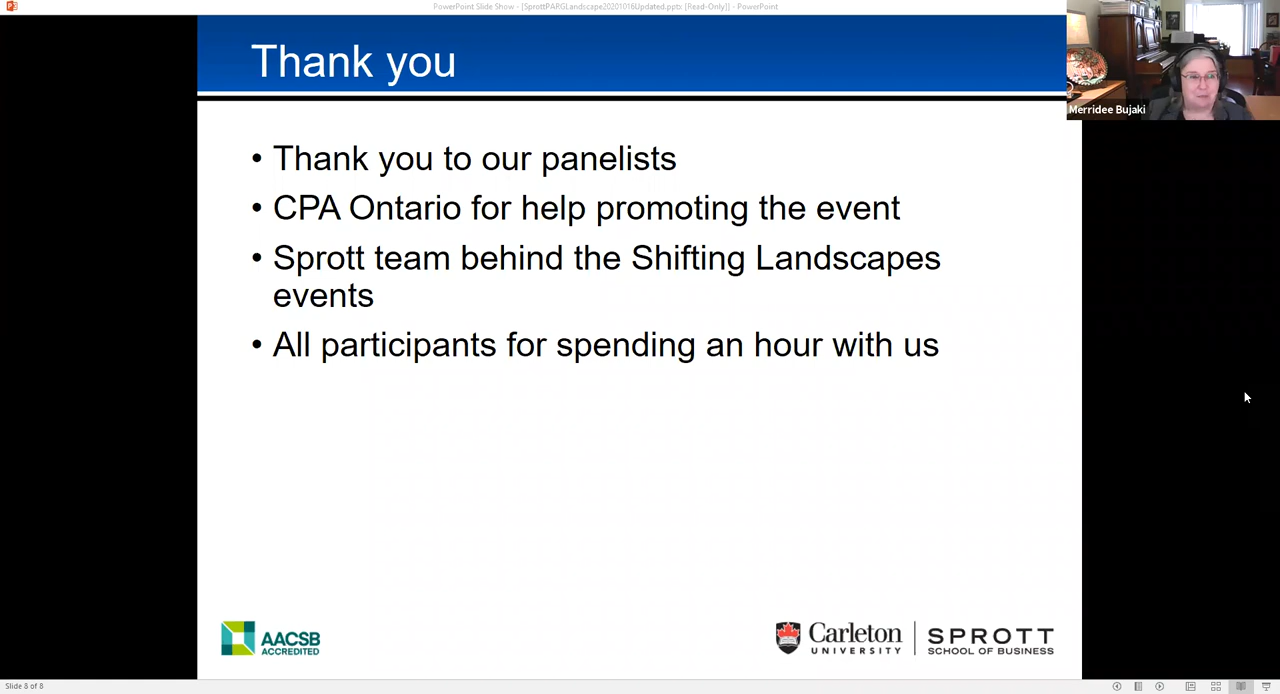 PowerPoint Slide Show - [SprottPARGLandscape20201016Updated.pptx [Read-Only]] - PowerPoint
Thank you
Merridee Bujaki
• Thank you to our panelists
• CPA Ontario for help promoting the event
• Sprott team behind the Shifting Landscapes
events
• All participants for spending an hour with us
AACSB
ACCREDITED
Carleton
UNIVERSITY
SPROTT
SCHOOL OF BUSINESS
Slide 8 of 8